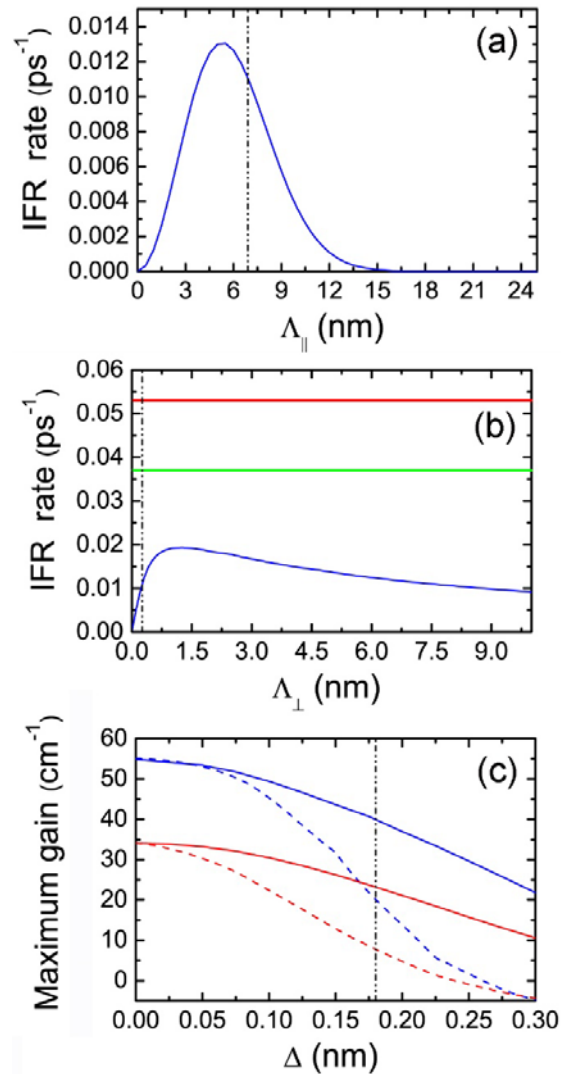 (a)
IFR rate (ps⁻¹)
0.014
0.012
0.010
0.008
0.006
0.004
0.002
0.000
0 3 6 9 12 15 18 21 24
Λ∥ (nm)
(b)
IFR rate (ps⁻¹)
0.06
0.05
0.04
0.03
0.02
0.01
0.00
0.0 1.5 3.0 4.5 6.0 7.5 9.0
Λ⊥ (nm)
(c)
Maximum gain (cm⁻¹)
60
50
40
30
20
10
0
0.00 0.05 0.10 0.15 0.20 0.25 0.30
Δ (nm)